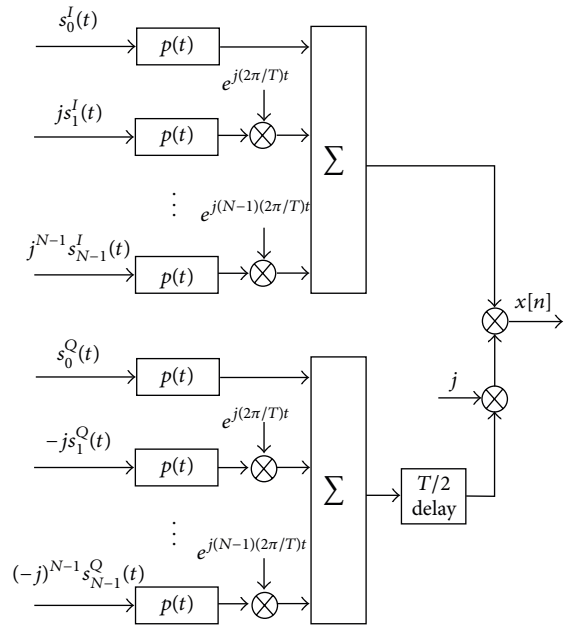 s_0^I(t)
p(t)
e^{j(2π/T)t}
js_1^I(t)
p(t)
∑
⋮
e^{j(N−1)(2π/T)t}
j^{N−1}s_{N−1}^I(t)
p(t)
x[n]
s_0^Q(t)
p(t)
j
e^{j(2π/T)t}
−js_1^Q(t)
p(t)
∑
T/2
delay
⋮
e^{j(N−1)(2π/T)t}
(−j)^{N−1}s_{N−1}^Q(t)
p(t)